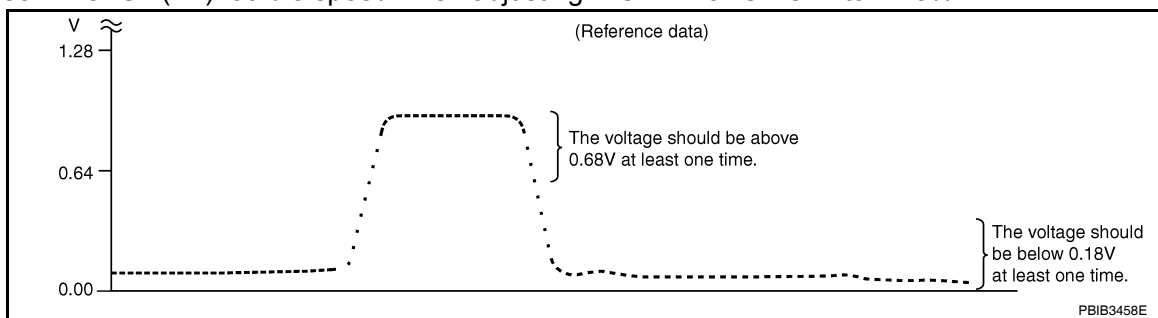 V
(Reference data)
1.28
The voltage should be above
0.68V at least one time.
0.64
The voltage should
be below 0.18V
at least one time.
0.00
PBIB3458E